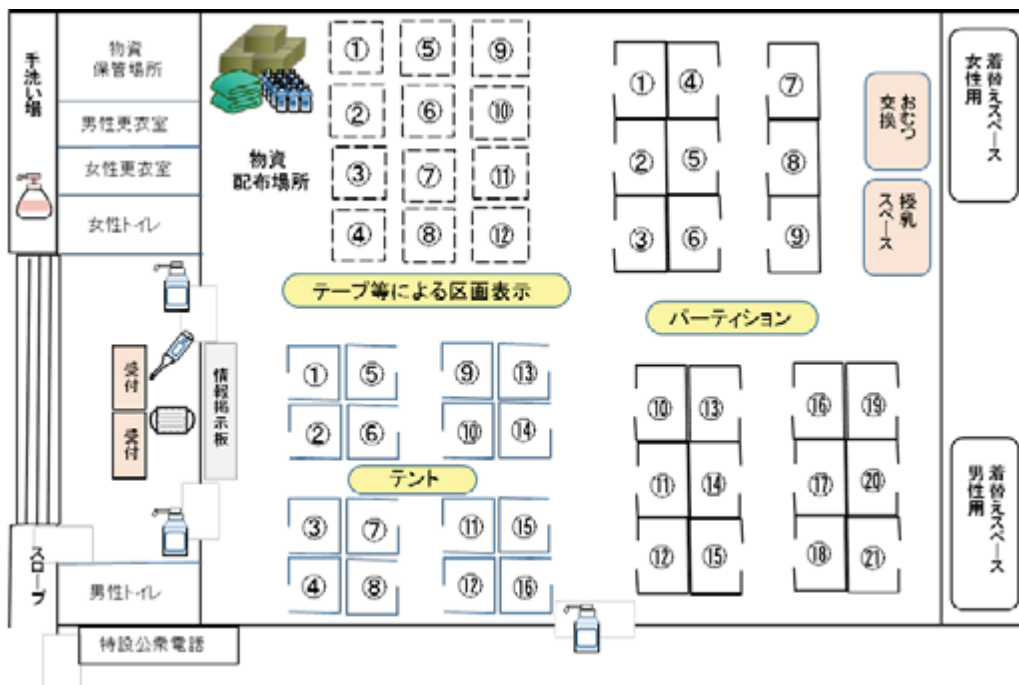 手洗い場
物資
保管場所
男性更衣室
女性更衣室
女性トイレ
物資
配布場所
①
②
③
④
⑤
⑥
⑦
⑧
⑨
⑩
⑪
⑫
テープ等による区画表示
①
②
③
④
⑤
⑥
⑦
⑧
⑨
パーティション
⑩
⑪
⑫
⑬
⑭
⑮
⑯
⑰
⑱
⑲
⑳
㉑
おむつ
交換
授乳
スペース
着替えスペース
女性用
着替えスペース
男性用
受付
受付
情報掲示板
①
②
⑤
⑥
⑨
⑩
⑬
⑭
テント
③
④
⑦
⑧
⑪
⑫
⑮
⑯
スロープ
男性トイレ
特設公衆電話